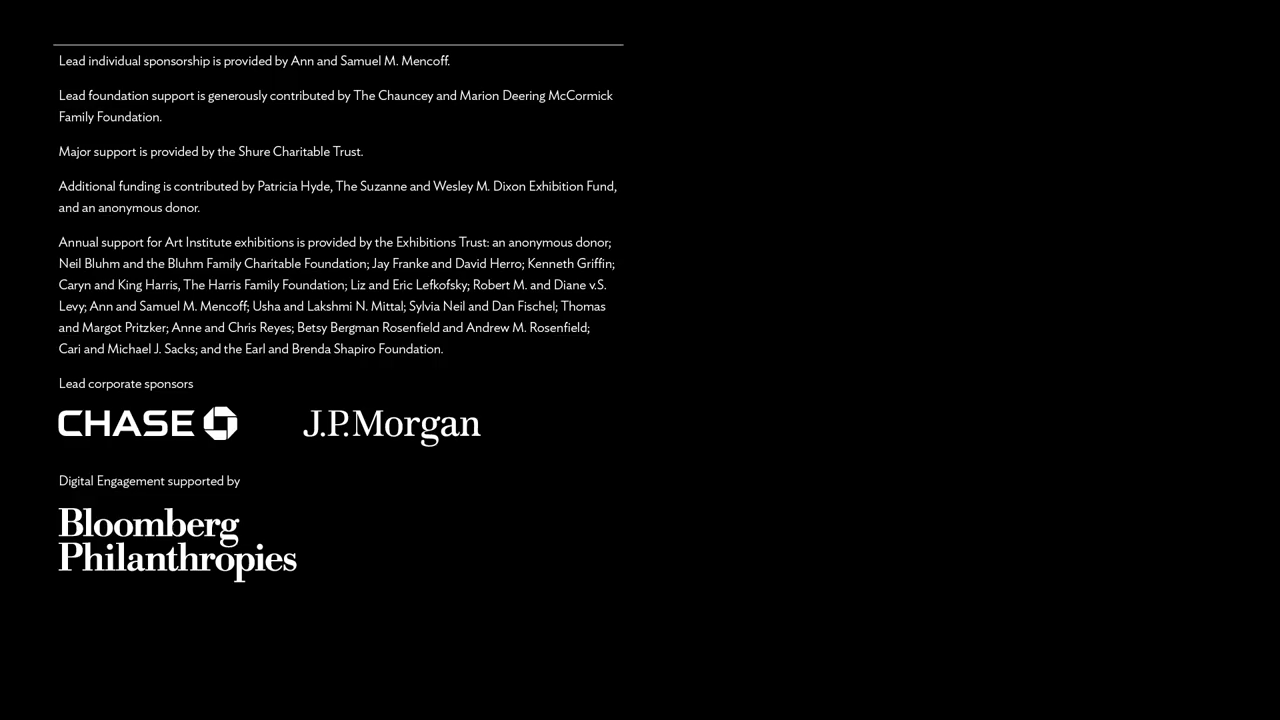 Lead individual sponsorship is provided by Ann and Samuel M. Mencoff.
Lead foundation support is generously contributed by The Chauncey and Marion Deering McCormick
Family Foundation.
Major support is provided by the Shure Charitable Trust.
Additional funding is contributed by Patricia Hyde, The Suzanne and Wesley M. Dixon Exhibition Fund,
and an anonymous donor.
Annual support for Art Institute exhibitions is provided by the Exhibitions Trust: an anonymous donor;
Neil Bluhm and the Bluhm Family Charitable Foundation; Jay Franke and David Herro; Kenneth Griffin;
Caryn and King Harris, The Harris Family Foundation; Liz and Eric Lefkofsky; Robert M. and Diane v.S.
Levy; Ann and Samuel M. Mencoff; Usha and Lakshmi N. Mittal; Sylvia Neil and Dan Fischel; Thomas
and Margot Pritzker; Anne and Chris Reyes; Betsy Bergman Rosenfield and Andrew M. Rosenfield;
Cari and Michael J. Sacks; and the Earl and Brenda Shapiro Foundation.
Lead corporate sponsors
CHASE J.P.Morgan
Digital Engagement supported by
Bloomberg
Philanthropies